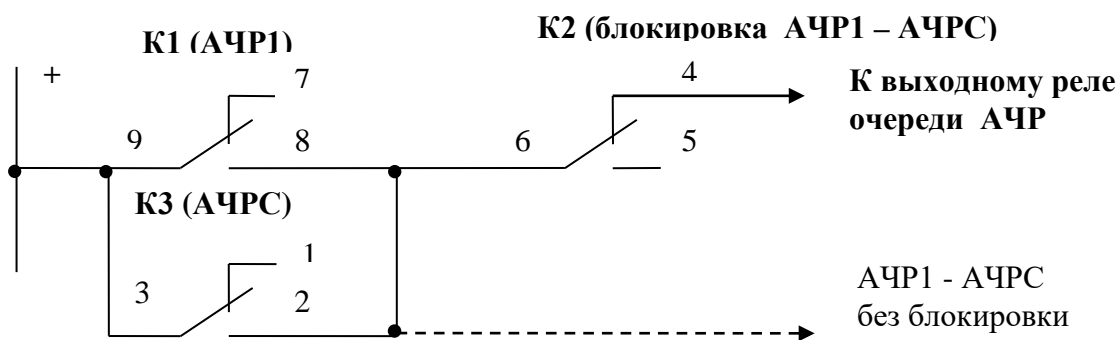 К1 (АЧР1)
К2 (блокировка АЧР1 – АЧРС)
+
7
4
К выходному реле
очереди АЧР
9
8
6
5
К3 (АЧРС)
1
3
2
АЧР1 - АЧРС
без блокировки